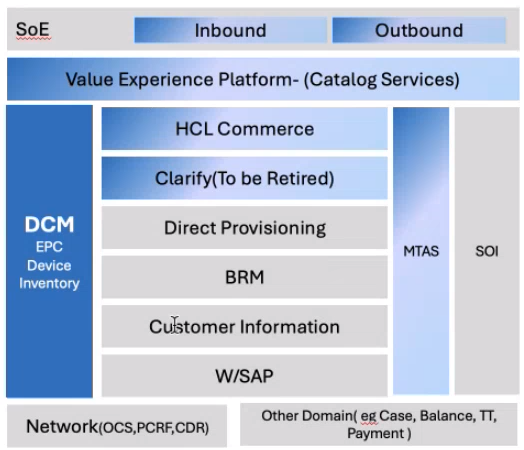 SoE
Inbound
Outbound
Value Experience Platform- (Catalog Services)
DCM
EPC
Device
Inventory
HCL Commerce
Clarify(To be Retired)
Direct Provisioning
BRM
Customer Information
W/SAP
MTAS
SOI
Network(OCS,PCRF,CDR)
Other Domain( eg Case, Balance, TT,
Payment )